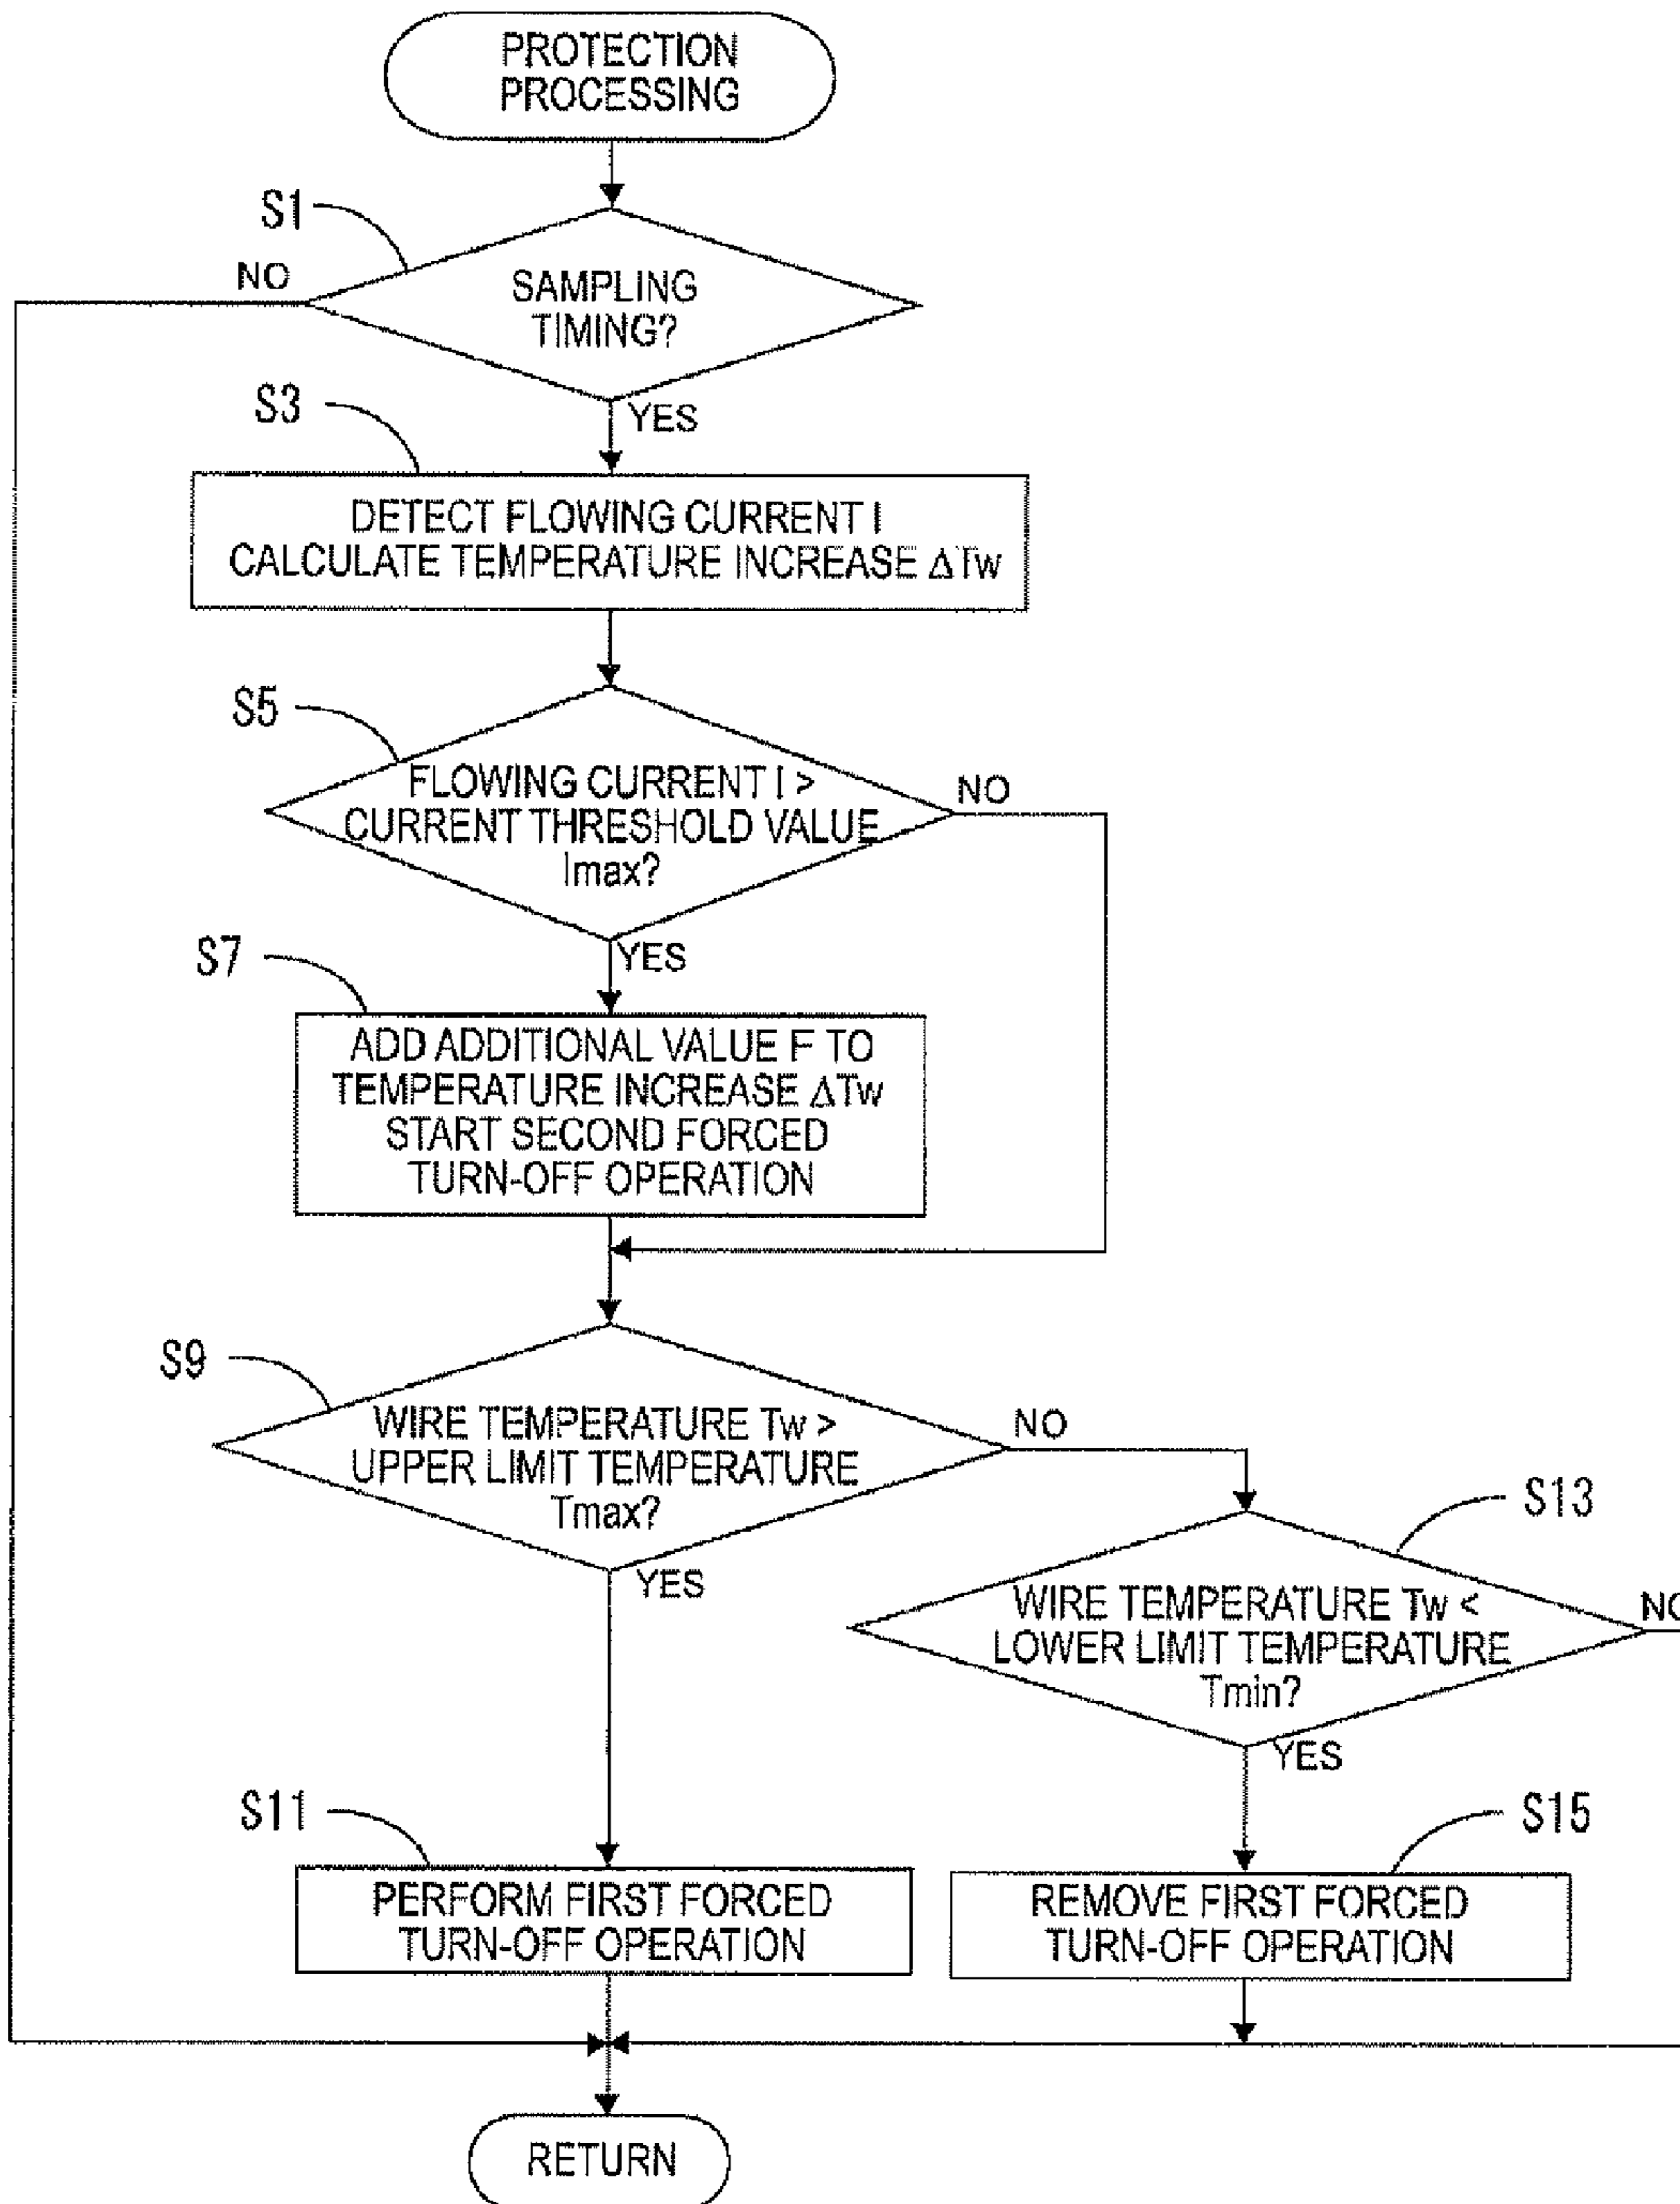 PROTECTION
PROCESSING
S1
NO
SAMPLING
TIMING?
YES
S3
DETECT FLOWING CURRENT I
CALCULATE TEMPERATURE INCREASE ΔTw
S5
FLOWING CURRENT I >
CURRENT THRESHOLD VALUE
Imax?
NO
YES
S7
ADD ADDITIONAL VALUE F TO
TEMPERATURE INCREASE ΔTw
START SECOND FORCED
TURN-OFF OPERATION
S9
WIRE TEMPERATURE Tw >
UPPER LIMIT TEMPERATURE
Tmax?
NO
YES
S13
WIRE TEMPERATURE Tw <
LOWER LIMIT TEMPERATURE
Tmin?
NO
YES
S11
PERFORM FIRST FORCED
TURN-OFF OPERATION
S15
REMOVE FIRST FORCED
TURN-OFF OPERATION
RETURN